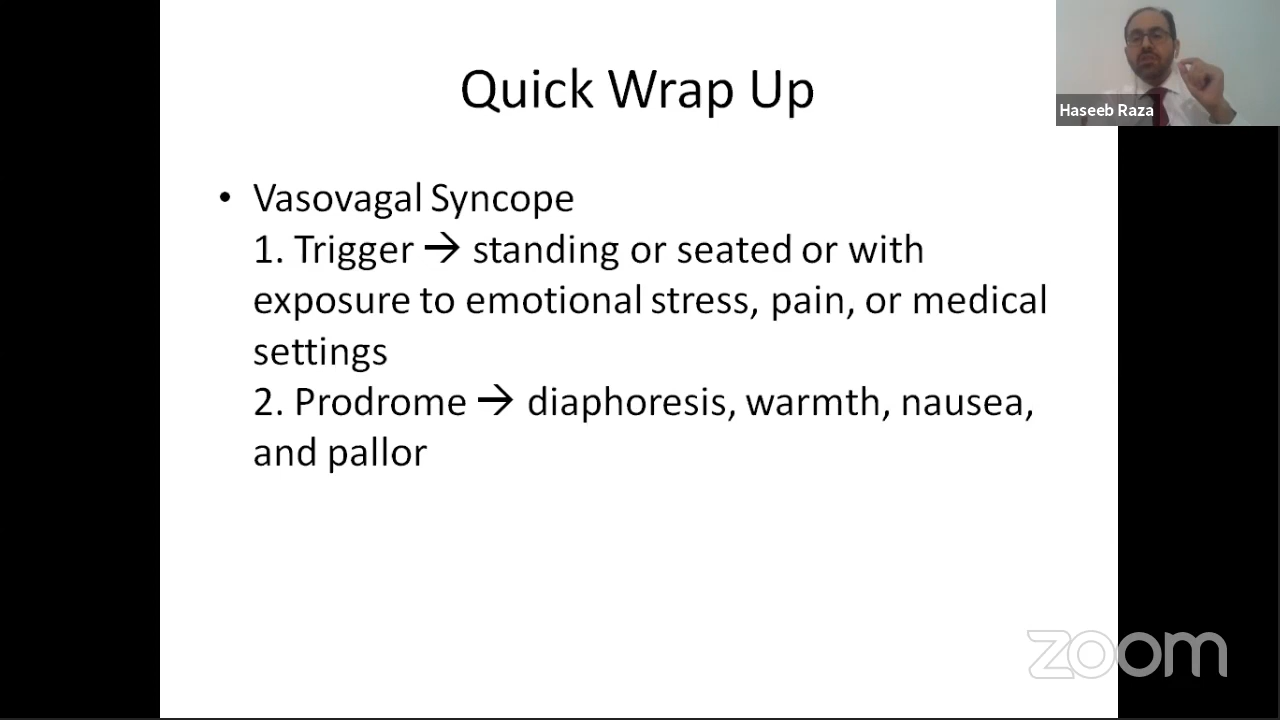 Quick Wrap Up
Haseeb Raza
• Vasovagal Syncope
1. Trigger → standing or seated or with
exposure to emotional stress, pain, or medical
settings
2. Prodrome → diaphoresis, warmth, nausea,
and pallor
zoom